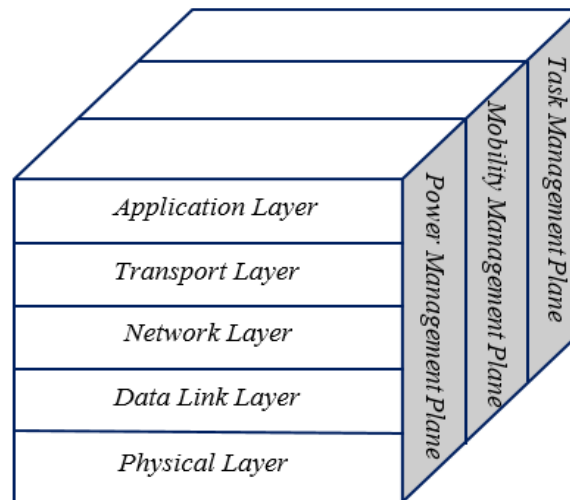 Application Layer
Transport Layer
Network Layer
Data Link Layer
Physical Layer
Power Management Plane
Mobility Management Plane
Task Management Plane